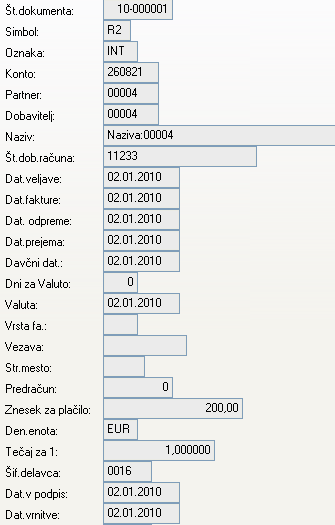 Št.dokumenta: 10-000001
Simbol: R2
Oznaka: INT
Konto: 260821
Partner: 00004
Dobavitelj: 00004
Naziv: Naziva:00004
Št.dob.računa: 11233
Dat.veljave: 02.01.2010
Dat.fakture: 02.01.2010
Dat. odpreme: 02.01.2010
Dat.prejema: 02.01.2010
Davčni dat.: 02.01.2010
Dni za Valuto: 0
Valuta: 02.01.2010
Vrsta fa.:
Vezava:
Str.mesto:
Predračun: 0
Znesek za plačilo: 200,00
Den.enota: EUR
Tečaj za 1: 1,000000
Šif.delavca: 0016
Dat.v podpis: 02.01.2010
Dat.vrnitve: 02.01.2010